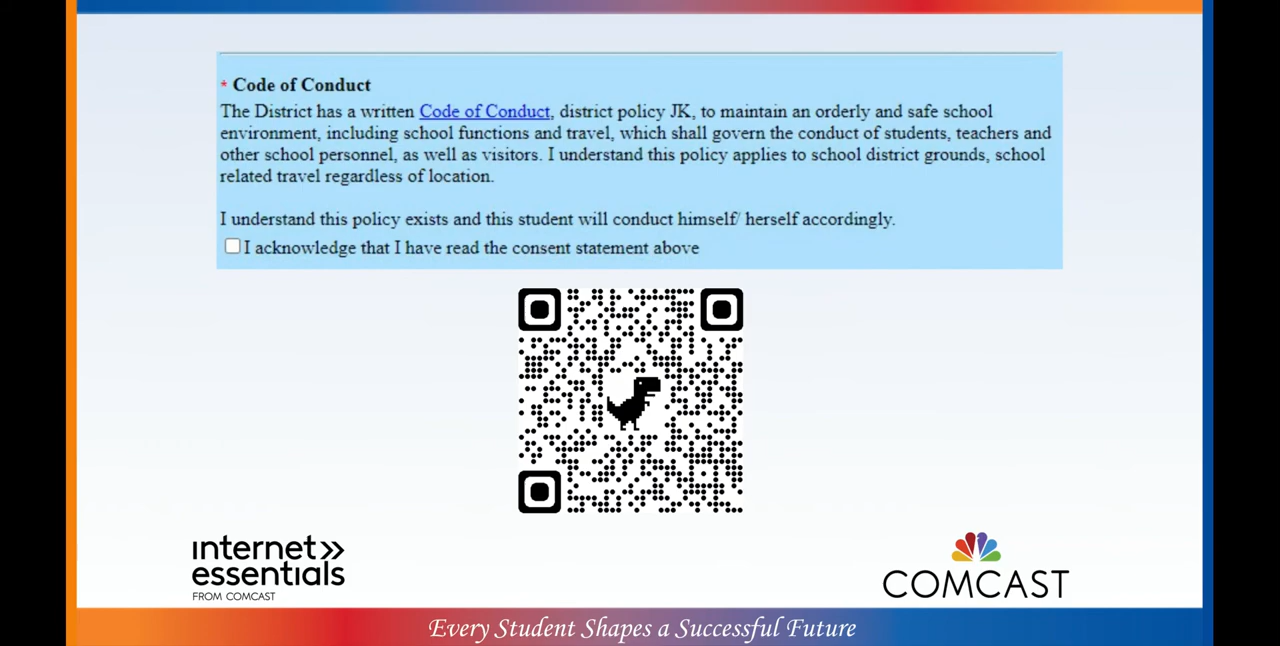 * Code of Conduct
The District has a written Code of Conduct, district policy JK, to maintain an orderly and safe school
environment, including school functions and travel, which shall govern the conduct of students, teachers and
other school personnel, as well as visitors. I understand this policy applies to school district grounds, school
related travel regardless of location.
I understand this policy exists and this student will conduct himself/ herself accordingly.
I acknowledge that I have read the consent statement above
internet
essentials
FROM COMCAST
COMCAST
Every Student Shapes a Successful Future